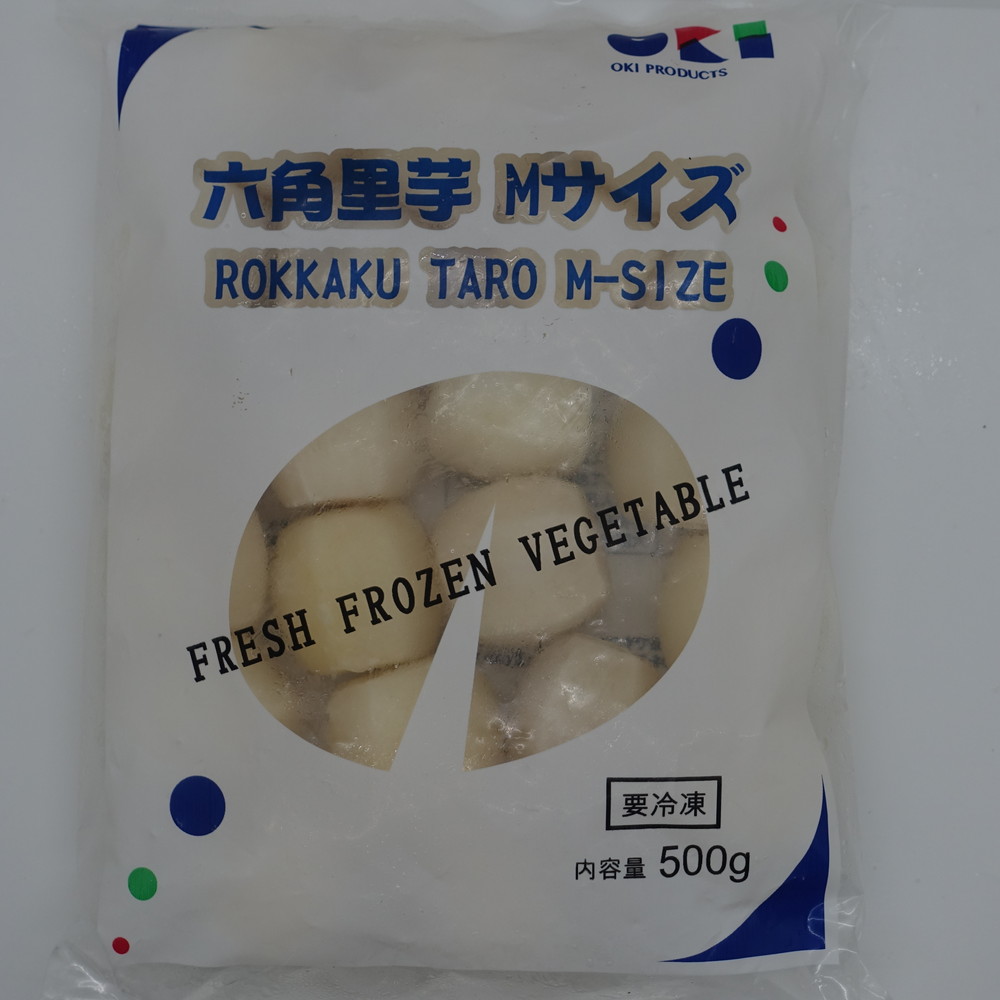 OKI
OKI PRODUCTS
六角里芋 Mサイズ
ROKKAKU TARO M-SIZE
FRESH FROZEN VEGETABLE
要冷凍
内容量 500g